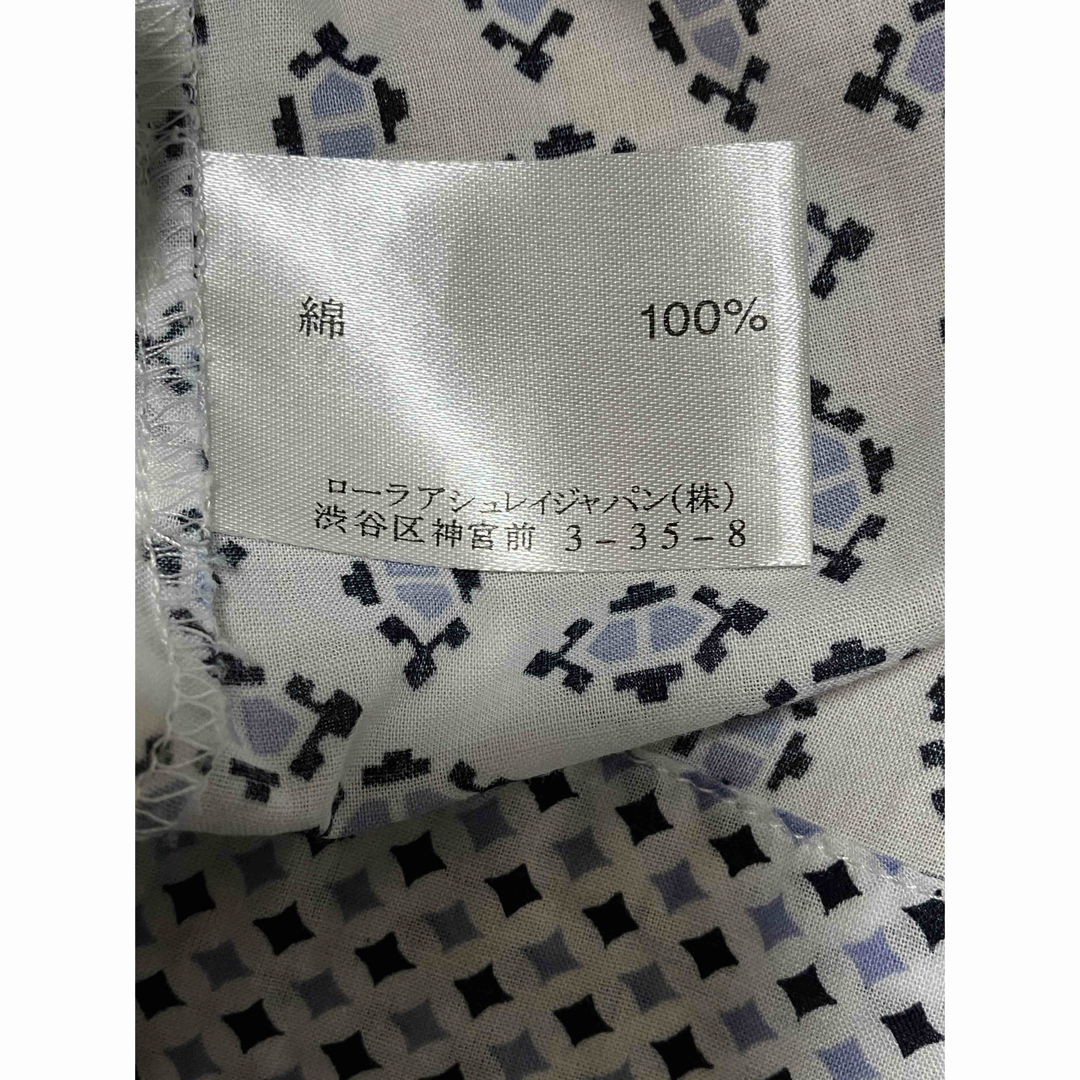 綿 100%
ローラアシュレイジャパン(株)
渋谷区神宮前 3-35-8